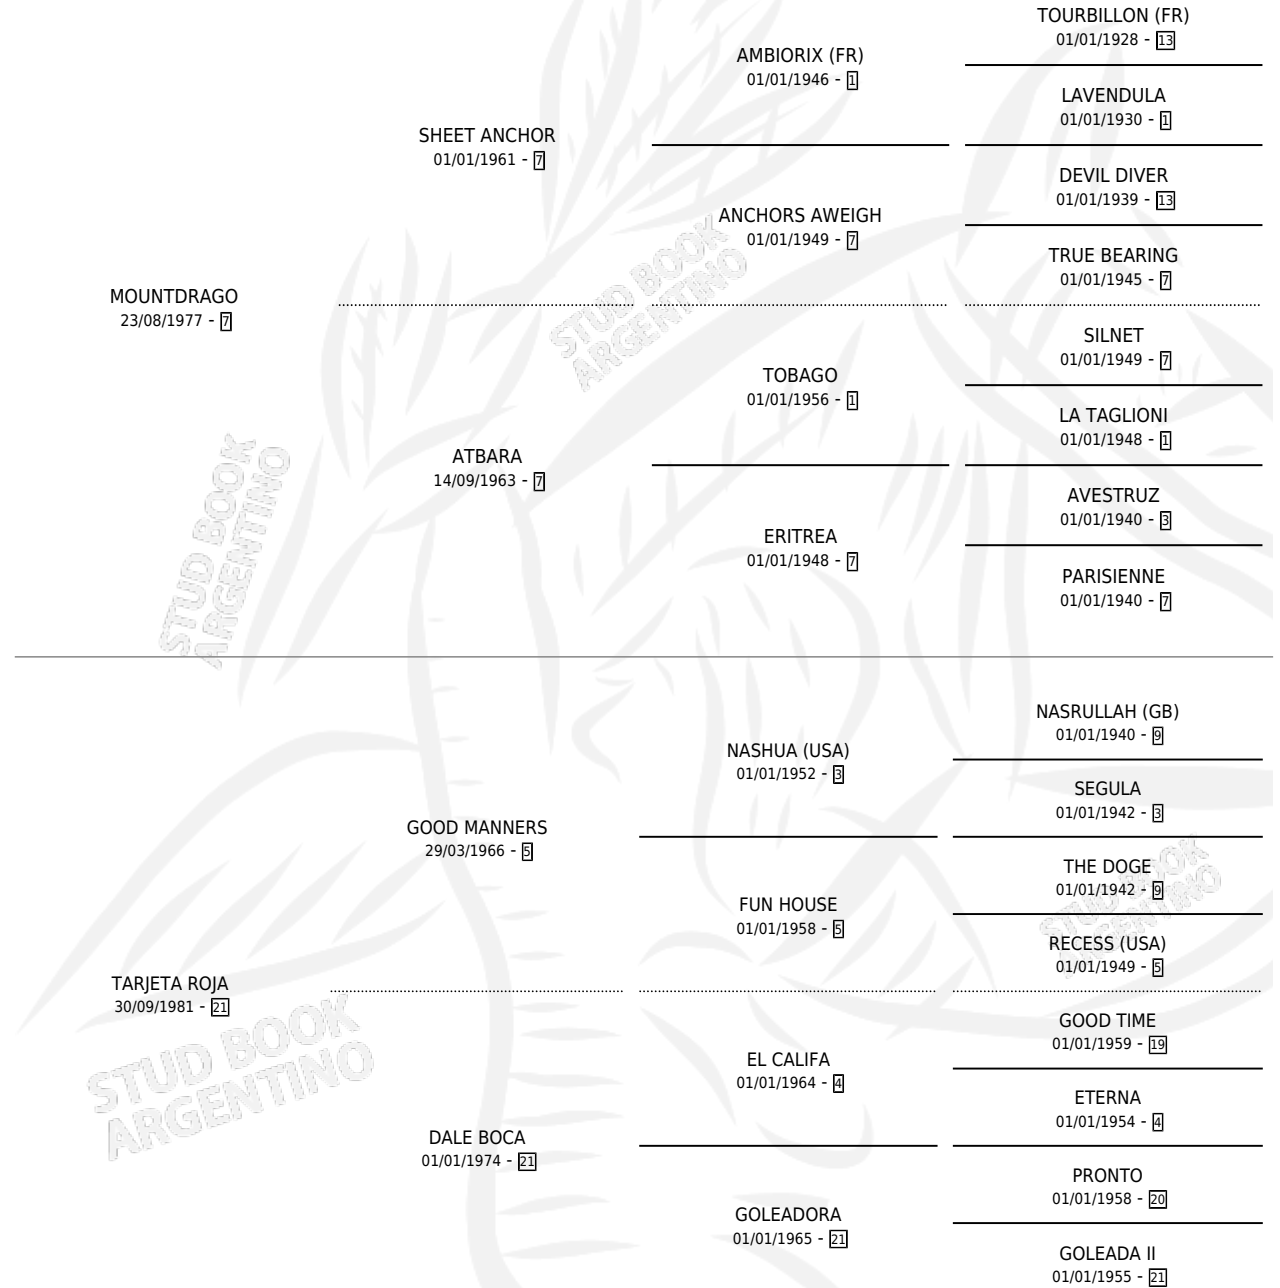 TOURBILLON (FR)
01/01/1928 - 13
AMBIORIX (FR)
01/01/1946 - 1
LAVENDULA
01/01/1930 - 1
SHEET ANCHOR
01/01/1961 - 7
DEVIL DIVER
01/01/1939 - 13
ANCHORS AWEIGH
01/01/1949 - 7
TRUE BEARING
01/01/1945 - 7
MOUNTDRAGO
23/08/1977 - 7
SILNET
01/01/1949 - 7
TOBAGO
01/01/1956 - 1
LA TAGLIONI
01/01/1948 - 1
ATBARA
14/09/1963 - 7
AVESTRUZ
01/01/1940 - 3
ERITREA
01/01/1948 - 7
PARISIENNE
01/01/1940 - 7
STUD BOOK
ARGENTINO
STUD BOOK
ARGENTINO
NASRULLAH (GB)
01/01/1940 - 9
NASHUA (USA)
01/01/1952 - 3
SEGULA
01/01/1942 - 3
GOOD MANNERS
29/03/1966 - 5
THE DOGE
01/01/1942 - 9
FUN HOUSE
01/01/1958 - 5
RECESS (USA)
01/01/1949 - 5
TARJETA ROJA
30/09/1981 - 21
GOOD TIME
01/01/1959 - 19
EL CALIFA
01/01/1964 - 4
ETERNA
01/01/1954 - 4
DALE BOCA
01/01/1974 - 21
PRONTO
01/01/1958 - 20
GOLEADORA
01/01/1965 - 21
GOLEADA II
01/01/1955 - 21
STUD BOOK
ARGENTINO
STUD BOOK
ARGENTINO